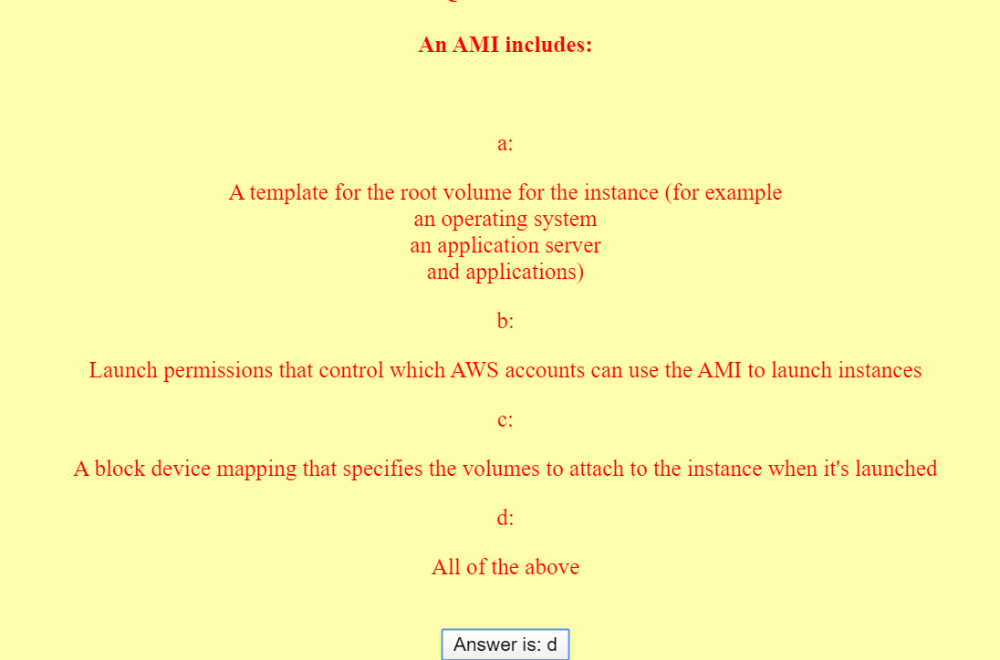 An AMI includes:
a:
A template for the root volume for the instance (for example
an operating system
an application server
and applications)
b:
Launch permissions that control which AWS accounts can use the AMI to launch instances
c:
A block device mapping that specifies the volumes to attach to the instance when it's launched
d:
All of the above
Answer is: d